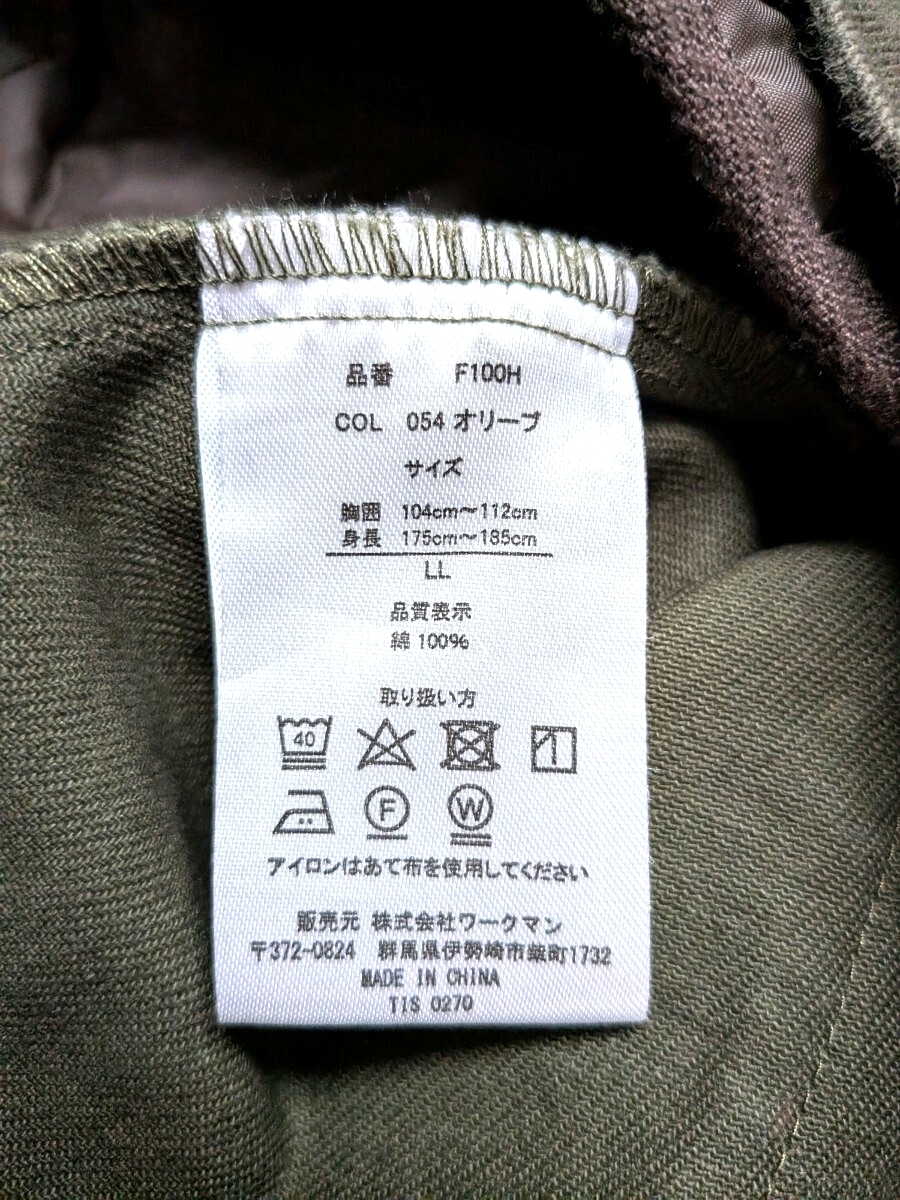 品番 F100H
COL 054 オリーブ
サイズ
胸囲 104cm～112cm
身長 175cm～185cm
LL
品質表示
綿 100%
取り扱い方
40
F W
アイロンはあて布を使用してください
販売元 株式会社ワークマン
〒372-0824 群馬県伊勢崎市柴町1732
MADE IN CHINA
TIS 0270